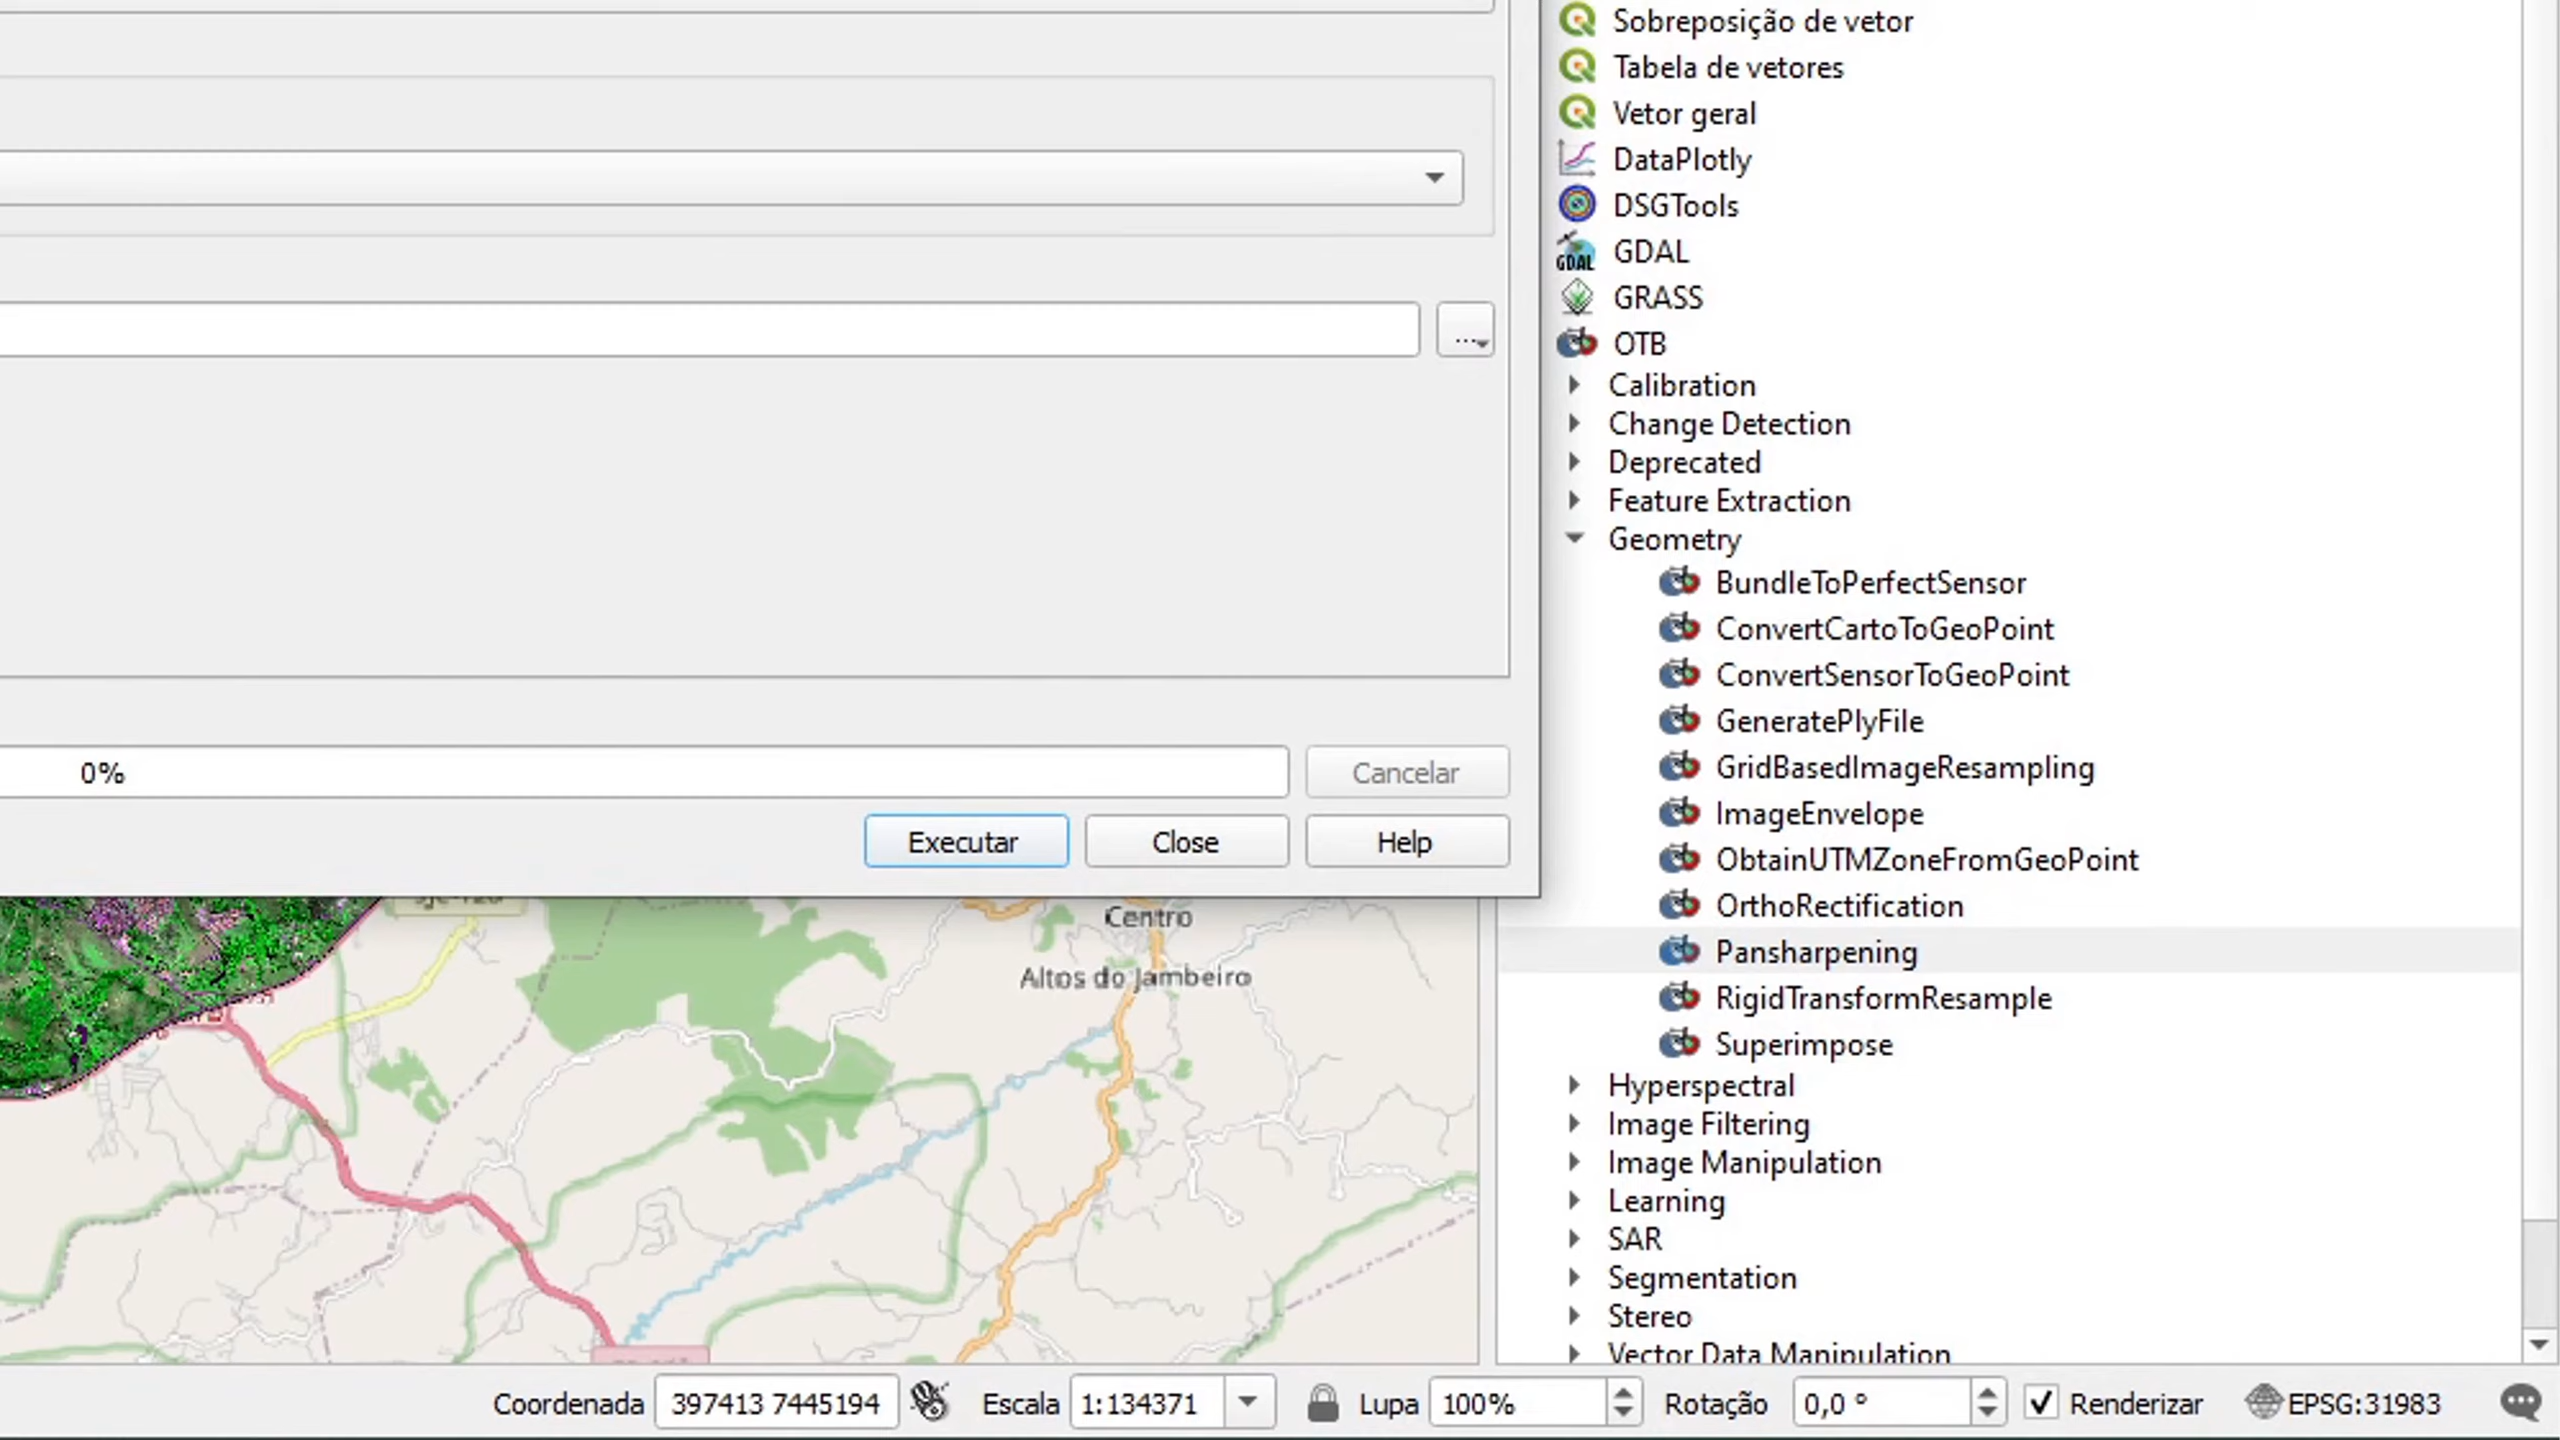 ...
0%
Cancelar
Executar
Close
Help
Centro
Altos do Jambeiro
Sobreposição de vetor
Tabela de vetores
Vetor geral
DataPlotly
DSGTools
GDAL
GDAL
GRASS
OTB
Calibration
Change Detection
Deprecated
Feature Extraction
Geometry
BundleToPerfectSensor
ConvertCartoToGeoPoint
ConvertSensorToGeoPoint
GeneratePlyFile
GridBasedImageResampling
ImageEnvelope
ObtainUTMZoneFromGeoPoint
OrthoRectification
Pansharpening
RigidTransformResample
Superimpose
Hyperspectral
Image Filtering
Image Manipulation
Learning
SAR
Segmentation
Stereo
Vector Data Manipulation
Coordenada 397413 7445194 Escala 1:134371 Lupa 100% Rotação 0,0 ° Renderizar EPSG:31983